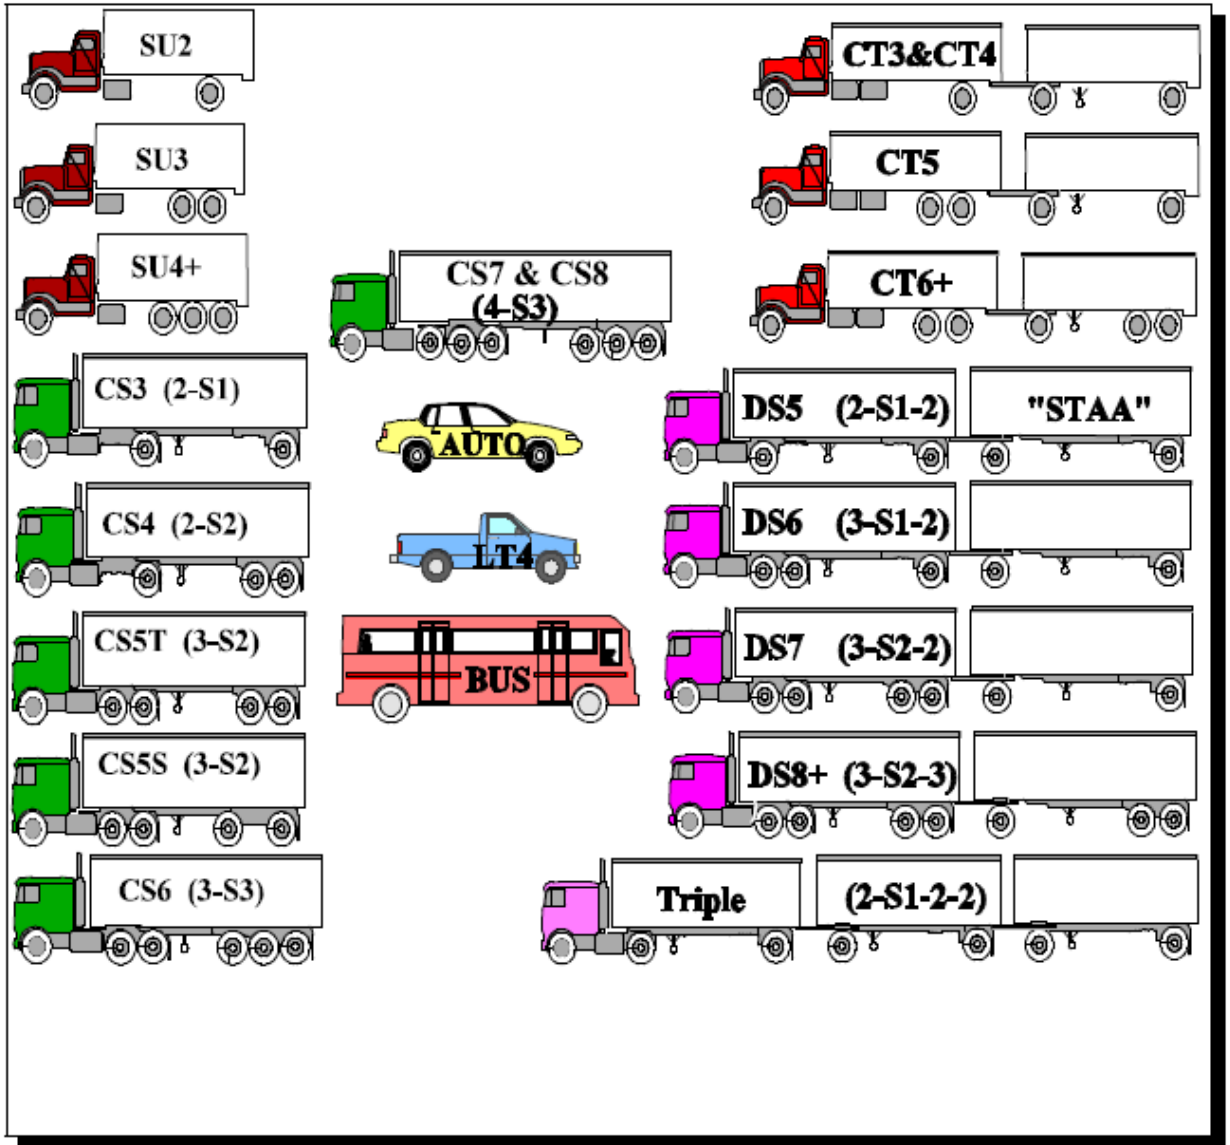 SU2
SU3
SU4+
CS3 (2-S1)
CS4 (2-S2)
CS5T (3-S2)
CS5S (3-S2)
CS6 (3-S3)
CS7 & CS8
(4-S3)
AUTO
LT4
BUS
CT3&CT4
CT5
CT6+
DS5 (2-S1-2) "STAA"
DS6 (3-S1-2)
DS7 (3-S2-2)
DS8+ (3-S2-3)
Triple (2-S1-2-2)